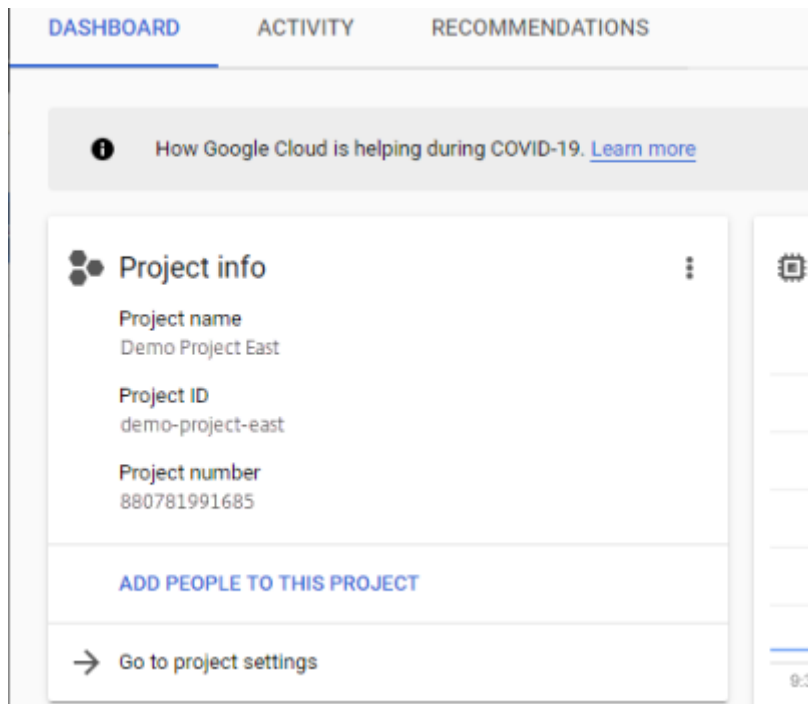 DASHBOARD ACTIVITY RECOMMENDATIONS
How Google Cloud is helping during COVID-19. Learn more
Project info
Project name
Demo Project East
Project ID
demo-project-east
Project number
880781991685
ADD PEOPLE TO THIS PROJECT
Go to project settings